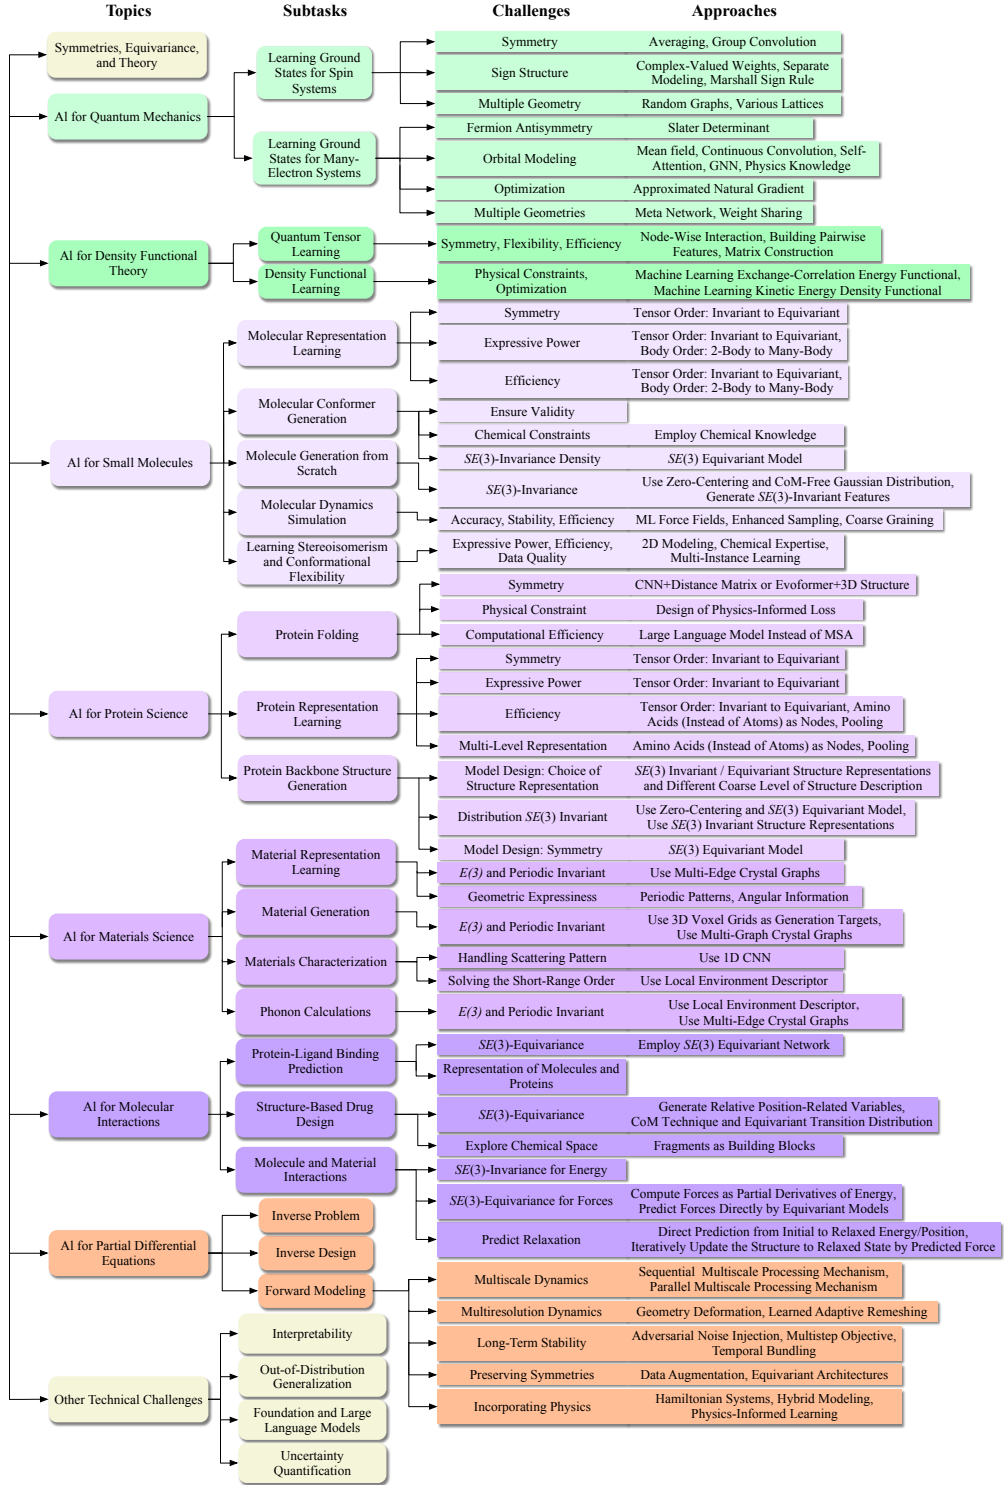 Topics
Subtasks
Challenges
Approaches
Symmetries, Equivariance,
and Theory
AI for Quantum Mechanics
Learning Ground
States for Spin
Systems
Symmetry
Averaging, Group Convolution
Sign Structure
Complex-Valued Weights, Separate
Modeling, Marshall Sign Rule
Multiple Geometry
Random Graphs, Various Lattices
Learning Ground
States for Many-
Electron Systems
Fermion Antisymmetry
Slater Determinant
Orbital Modeling
Mean field, Continuous Convolution, Self-
Attention, GNN, Physics Knowledge
Optimization
Approximated Natural Gradient
Multiple Geometries
Meta Network, Weight Sharing
AI for Density Functional
Theory
Quantum Tensor
Learning
Symmetry, Flexibility, Efficiency
Node-Wise Interaction, Building Pairwise
Features, Matrix Construction
Density Functional
Learning
Physical Constraints,
Optimization
Machine Learning Exchange-Correlation Energy Functional,
Machine Learning Kinetic Energy Density Functional
AI for Small Molecules
Molecular Representation
Learning
Symmetry
Tensor Order: Invariant to Equivariant
Expressive Power
Tensor Order: Invariant to Equivariant,
Body Order: 2-Body to Many-Body
Efficiency
Tensor Order: Invariant to Equivariant,
Body Order: 2-Body to Many-Body
Molecular Conformer
Generation
Ensure Validity
Chemical Constraints
Employ Chemical Knowledge
SE(3)-Invariance Density
SE(3) Equivariant Model
Molecule Generation from
Scratch
SE(3)-Invariance
Use Zero-Centering and CoM-Free Gaussian Distribution,
Generate SE(3)-Invariant Features
Molecular Dynamics
Simulation
Accuracy, Stability, Efficiency
ML Force Fields, Enhanced Sampling, Coarse Graining
Learning Stereoisomerism
and Conformational
Flexibility
Expressive Power, Efficiency,
Data Quality
2D Modeling, Chemical Expertise,
Multi-Instance Learning
AI for Protein Science
Protein Folding
Symmetry
CNN+Distance Matrix or Evoformer+3D Structure
Physical Constraint
Design of Physics-Informed Loss
Computational Efficiency
Large Language Model Instead of MSA
Protein Representation
Learning
Symmetry
Tensor Order: Invariant to Equivariant
Expressive Power
Tensor Order: Invariant to Equivariant
Efficiency
Tensor Order: Invariant to Equivariant, Amino
Acids (Instead of Atoms) as Nodes, Pooling
Multi-Level Representation
Amino Acids (Instead of Atoms) as Nodes, Pooling
Protein Backbone Structure
Generation
Model Design: Choice of
Structure Representation
SE(3) Invariant / Equivariant Structure Representations
and Different Coarse Level of Structure Description
Distribution SE(3) Invariant
Use Zero-Centering and SE(3) Equivariant Model,
Use SE(3) Invariant Structure Representations
Model Design: Symmetry
SE(3) Equivariant Model
AI for Materials Science
Material Representation
Learning
E(3) and Periodic Invariant
Use Multi-Edge Crystal Graphs
Geometric Expressiness
Periodic Patterns, Angular Information
Material Generation
E(3) and Periodic Invariant
Use 3D Voxel Grids as Generation Targets,
Use Multi-Graph Crystal Graphs
Materials Characterization
Handling Scattering Pattern
Use 1D CNN
Solving the Short-Range Order
Use Local Environment Descriptor
Phonon Calculations
E(3) and Periodic Invariant
Use Local Environment Descriptor,
Use Multi-Edge Crystal Graphs
AI for Molecular
Interactions
Protein-Ligand Binding
Prediction
SE(3)-Equivariance
Employ SE(3) Equivariant Network
Representation of Molecules and
Proteins
Structure-Based Drug
Design
SE(3)-Equivariance
Generate Relative Position-Related Variables,
CoM Technique and Equivariant Transition Distribution
Explore Chemical Space
Fragments as Building Blocks
Molecule and Material
Interactions
SE(3)-Invariance for Energy
SE(3)-Equivariance for Forces
Compute Forces as Partial Derivatives of Energy,
Predict Forces Directly by Equivariant Models
Predict Relaxation
Direct Prediction from Initial to Relaxed Energy/Position,
Iteratively Update the Structure to Relaxed State by Predicted Force
AI for Partial Differential
Equations
Inverse Problem
Inverse Design
Forward Modeling
Multiscale Dynamics
Sequential Multiscale Processing Mechanism,
Parallel Multiscale Processing Mechanism
Multiresolution Dynamics
Geometry Deformation, Learned Adaptive Remeshing
Long-Term Stability
Adversarial Noise Injection, Multistep Objective,
Temporal Bundling
Preserving Symmetries
Data Augmentation, Equivariant Architectures
Incorporating Physics
Hamiltonian Systems, Hybrid Modeling,
Physics-Informed Learning
Other Technical Challenges
Interpretability
Out-of-Distribution
Generalization
Foundation and Large
Language Models
Uncertainty
Quantification